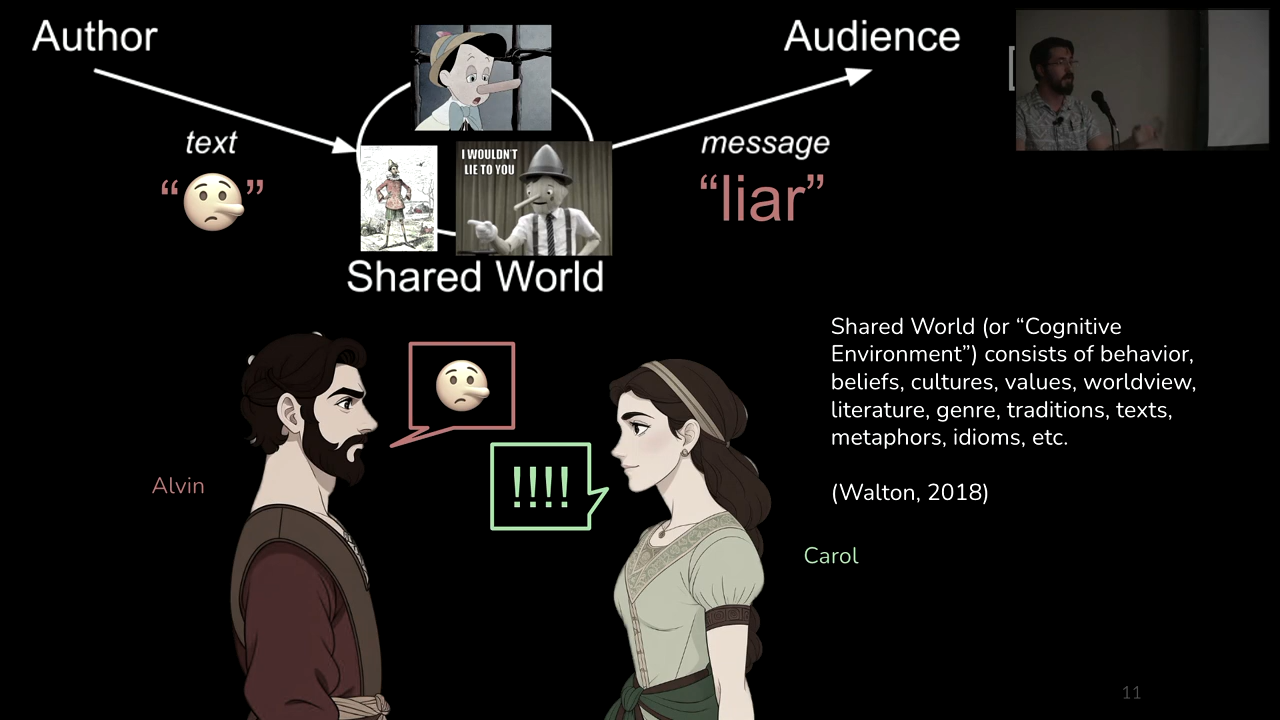 Author
Audience
text
“🤥”
I WOULDN'T
LIE TO YOU
message
“liar”
Shared World
Shared World (or “Cognitive
Environment”) consists of behavior,
beliefs, cultures, values, worldview,
literature, genre, traditions, texts,
metaphors, idioms, etc.
(Walton, 2018)
!!!!
Alvin
Carol
11